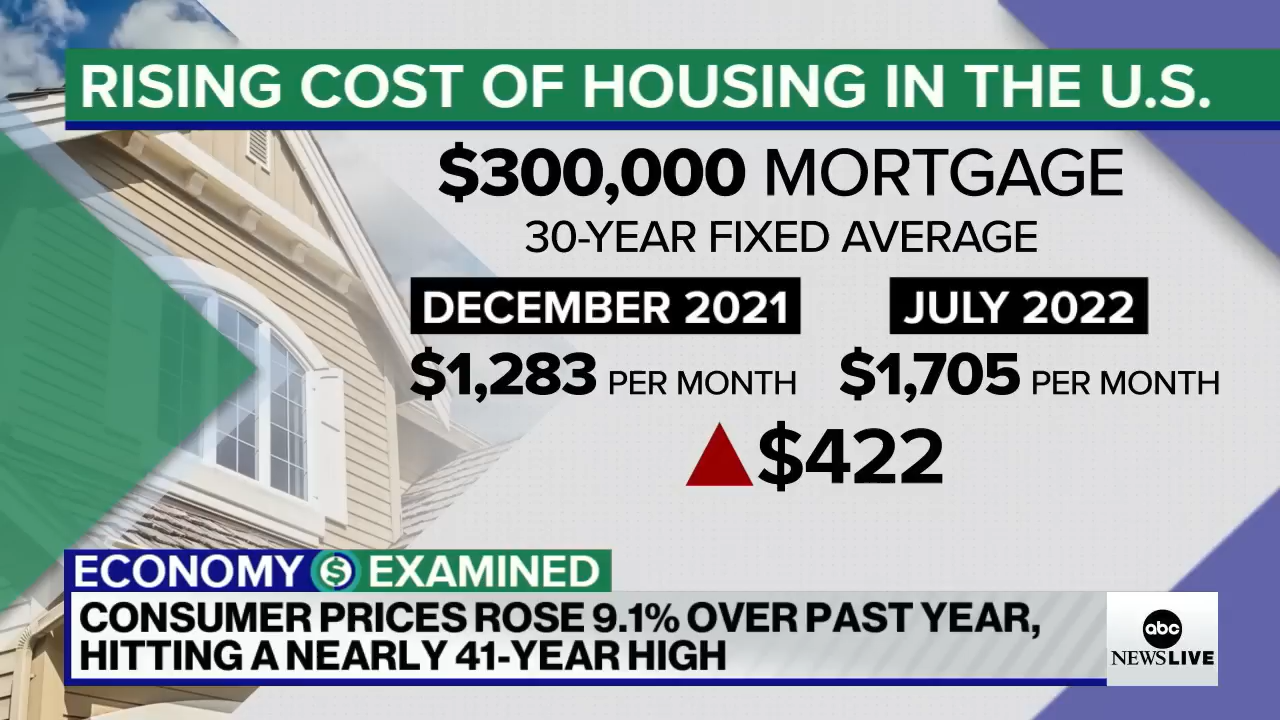 RISING COST OF HOUSING IN THE U.S.
$300,000 MORTGAGE
30-YEAR FIXED AVERAGE
DECEMBER 2021
JULY 2022
$1,283 PER MONTH
$1,705 PER MONTH
$422
ECONOMY $ EXAMINED
CONSUMER PRICES ROSE 9.1% OVER PAST YEAR,
HITTING A NEARLY 41-YEAR HIGH
abc
NEWS LIVE